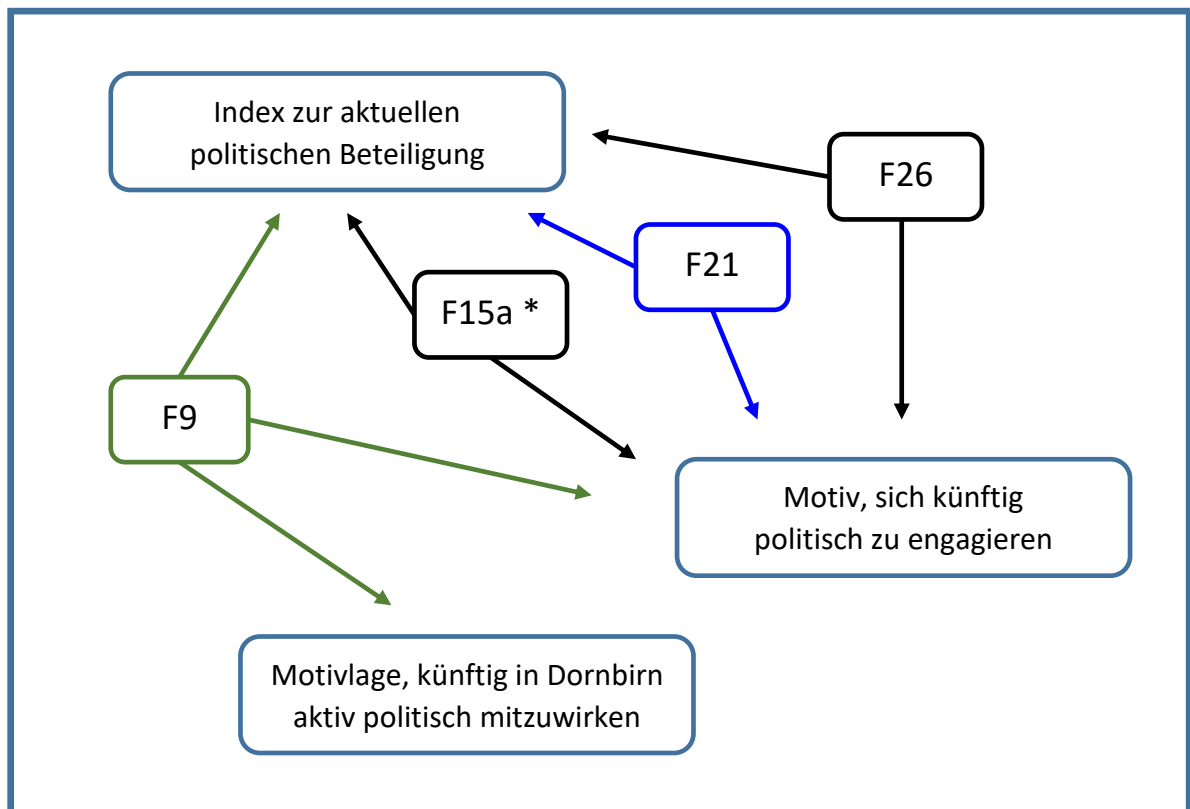 Index zur aktuellen
politischen Beteiligung
F26
F21
F15a *
F9
Motiv, sich künftig
politisch zu engagieren
Motivlage, künftig in Dornbirn
aktiv politisch mitzuwirken